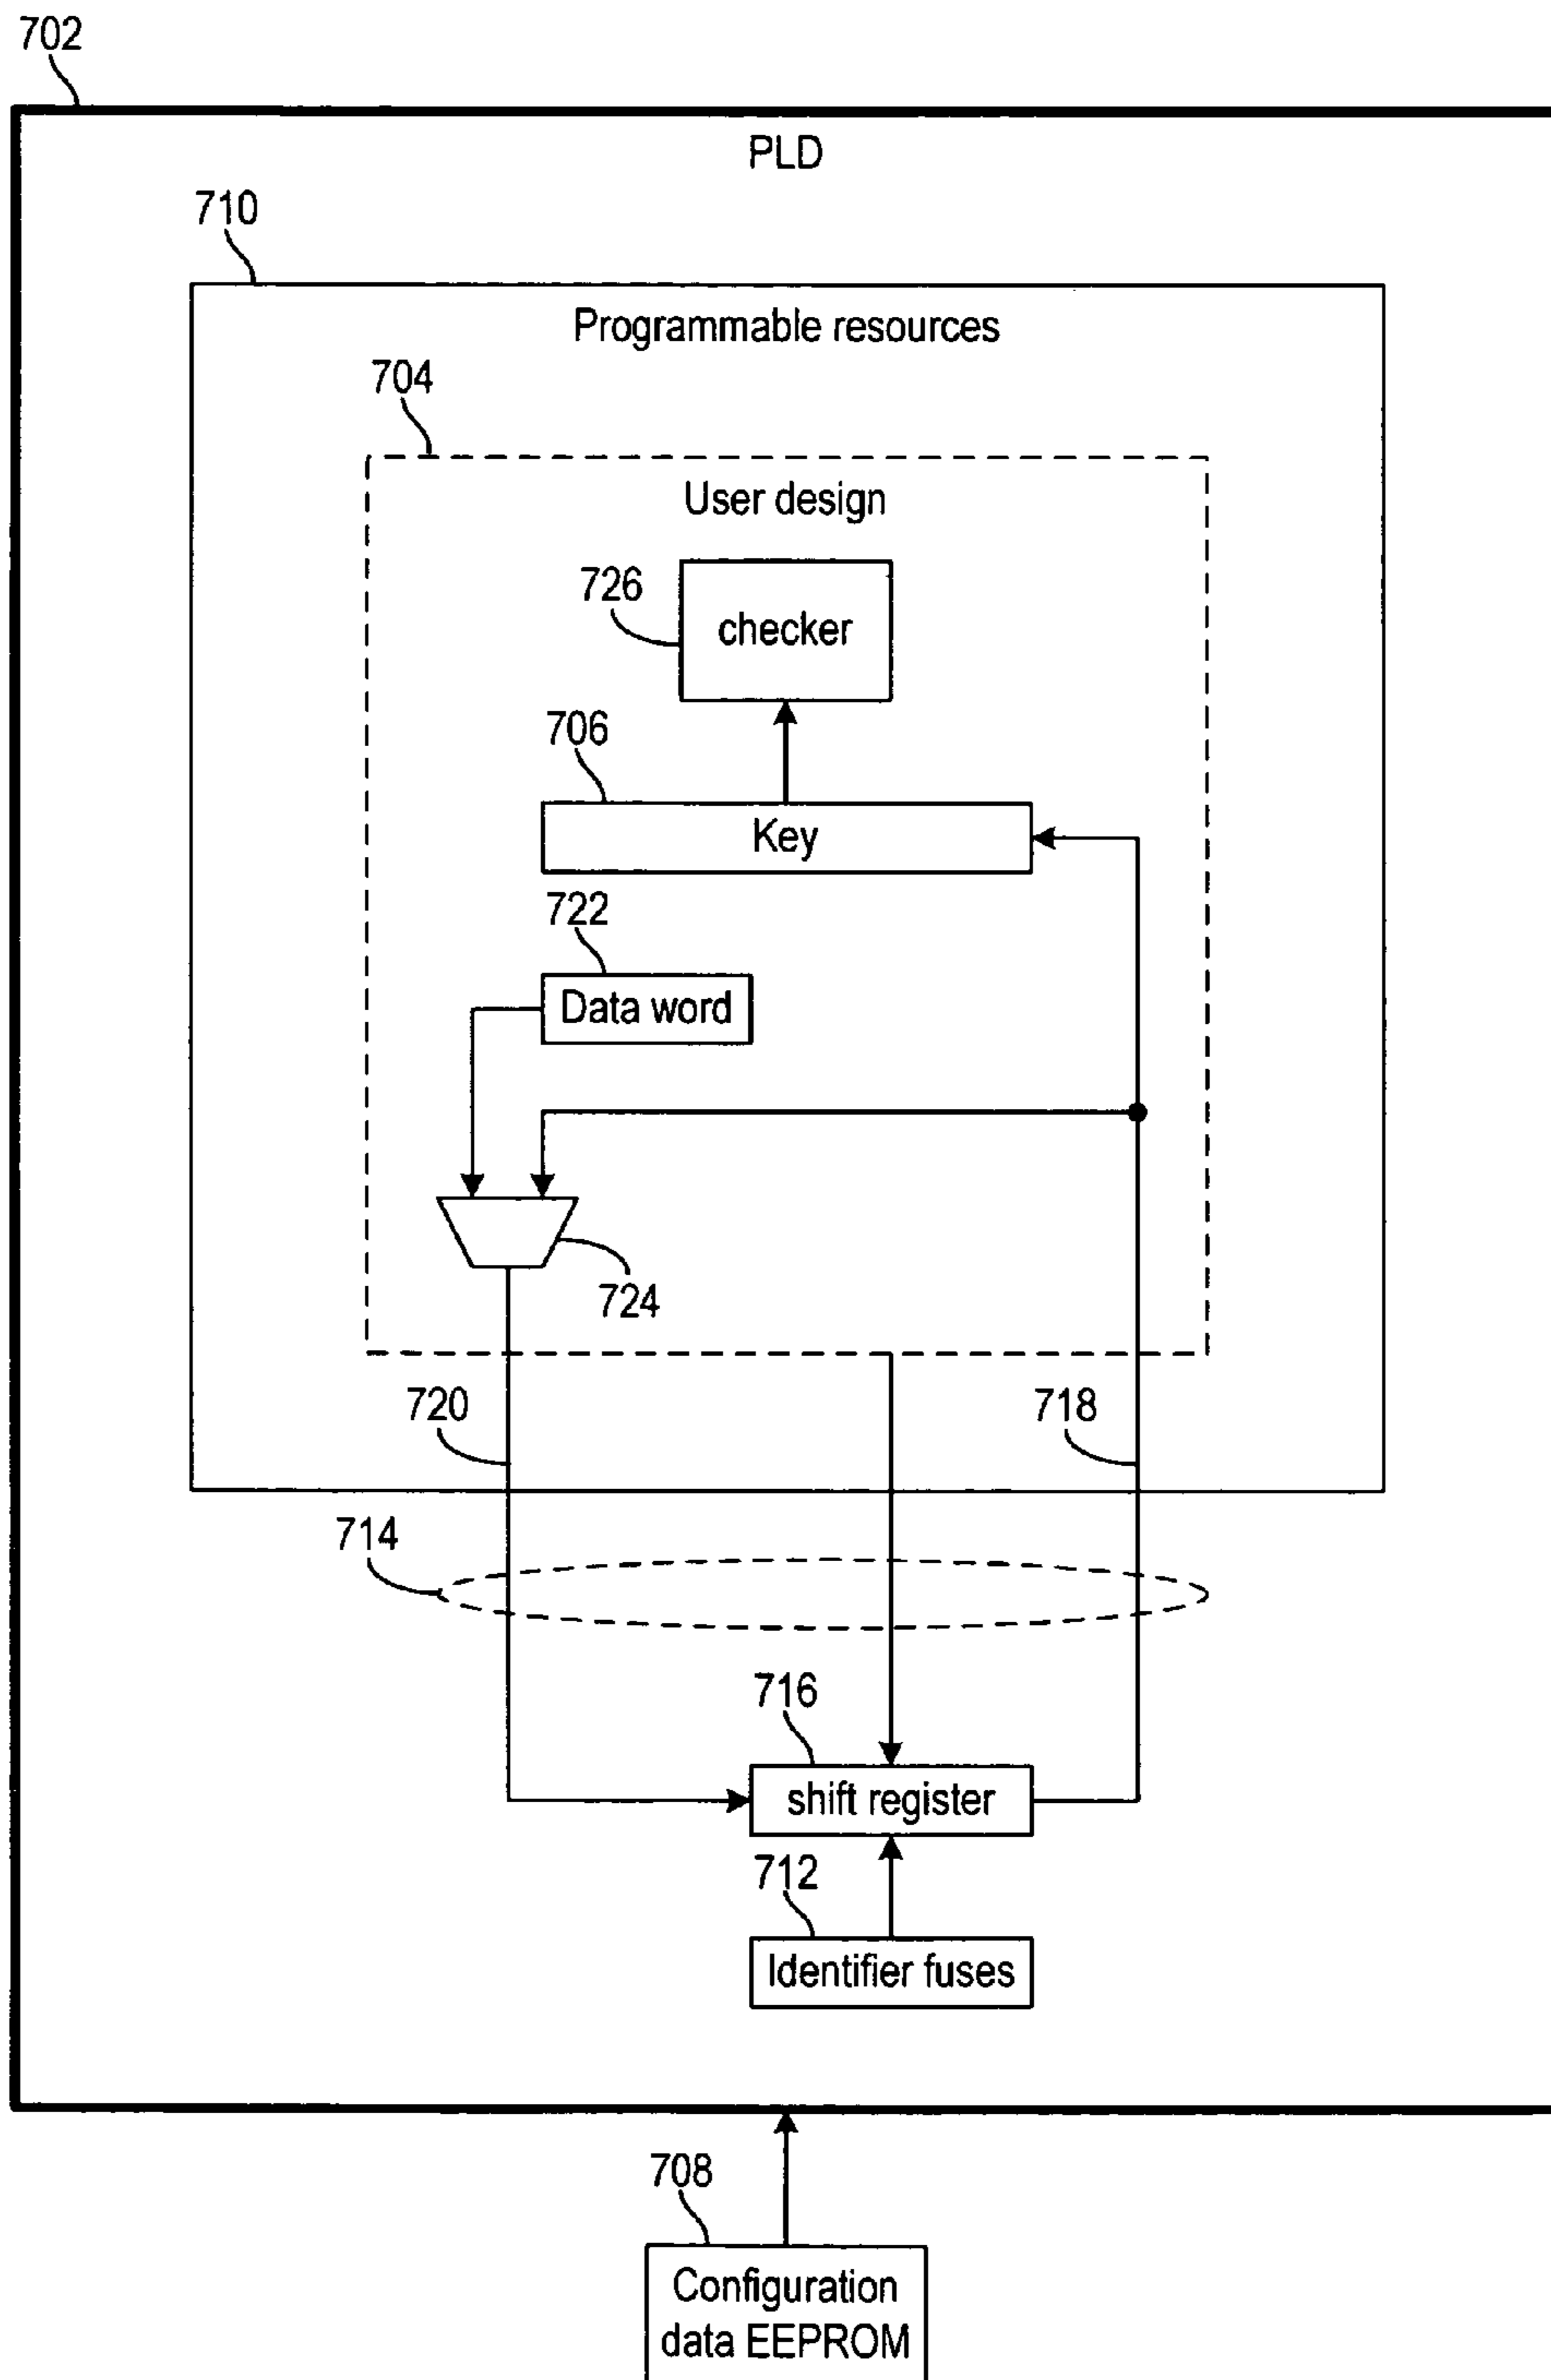 702
PLD
710
Programmable resources
704
User design
726
checker
706
Key
722
Data word
724
720
718
714
716
shift register
712
Identifier fuses
708
Configuration
data EEPROM